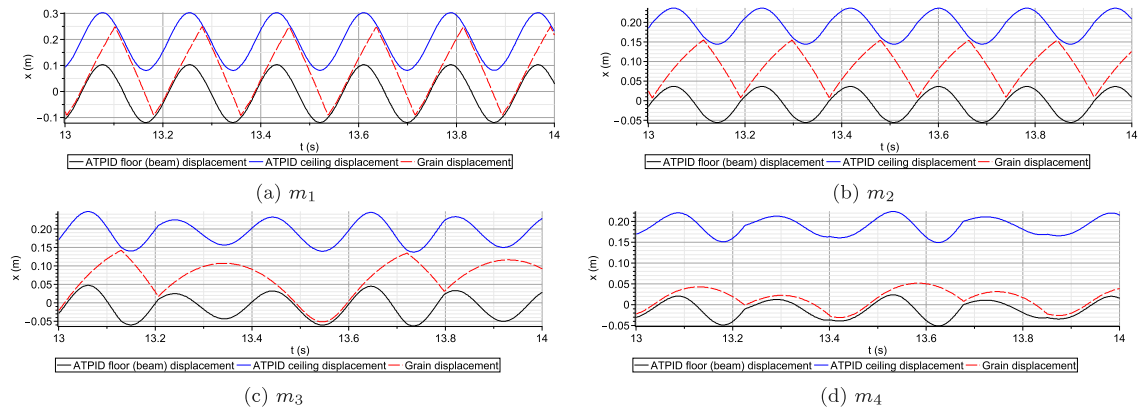 0.3
0.2
0.1
0
−0.1
x (m)
13 13.2 13.4 13.6 13.8 14
t (s)
ATPID floor (beam) displacement ATPID ceiling displacement Grain displacement
(a) m1
0.20
0.15
0.10
0.05
0
−0.05
x (m)
13 13.2 13.4 13.6 13.8 14
t (s)
ATPID floor (beam) displacement ATPID ceiling displacement Grain displacement
(b) m2
0.20
0.15
0.10
0.05
0
−0.05
x (m)
13 13.2 13.4 13.6 13.8 14
t (s)
ATPID floor (beam) displacement ATPID ceiling displacement Grain displacement
(c) m3
0.20
0.15
0.10
0.05
0
−0.05
x (m)
13 13.2 13.4 13.6 13.8 14
t (s)
ATPID floor (beam) displacement ATPID ceiling displacement Grain displacement
(d) m4